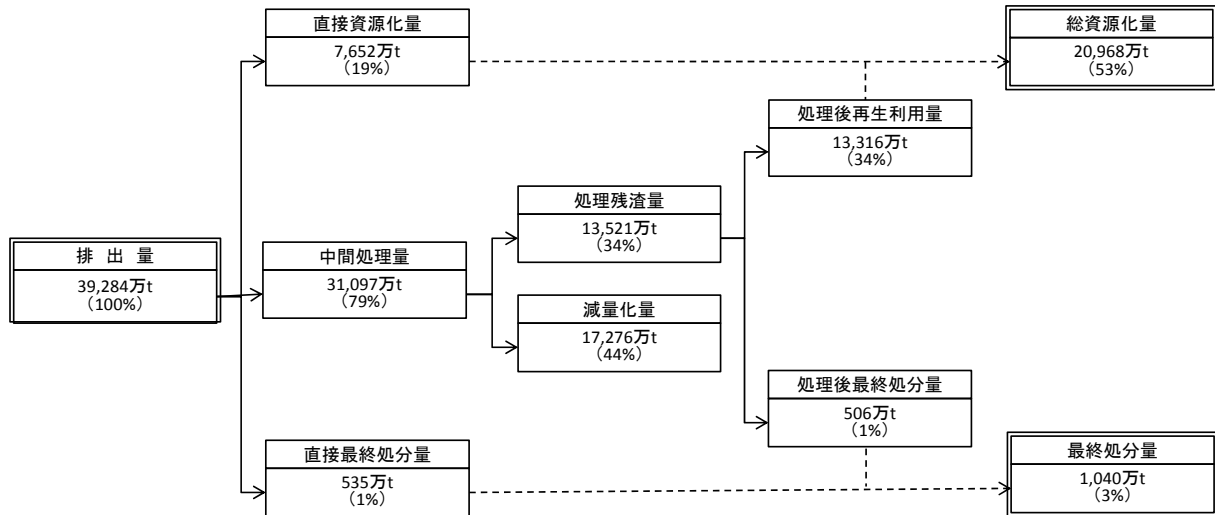 直接資源化量
7,652万t
（19%）
総資源化量
20,968万t
（53%）
処理後再生利用量
13,316万t
（34%）
処理残渣量
13,521万t
（34%）
排 出 量
39,284万t
（100%）
中間処理量
31,097万t
（79%）
減量化量
17,276万t
（44%）
処理後最終処分量
506万t
（1%）
直接最終処分量
535万t
（1%）
最終処分量
1,040万t
（3%）